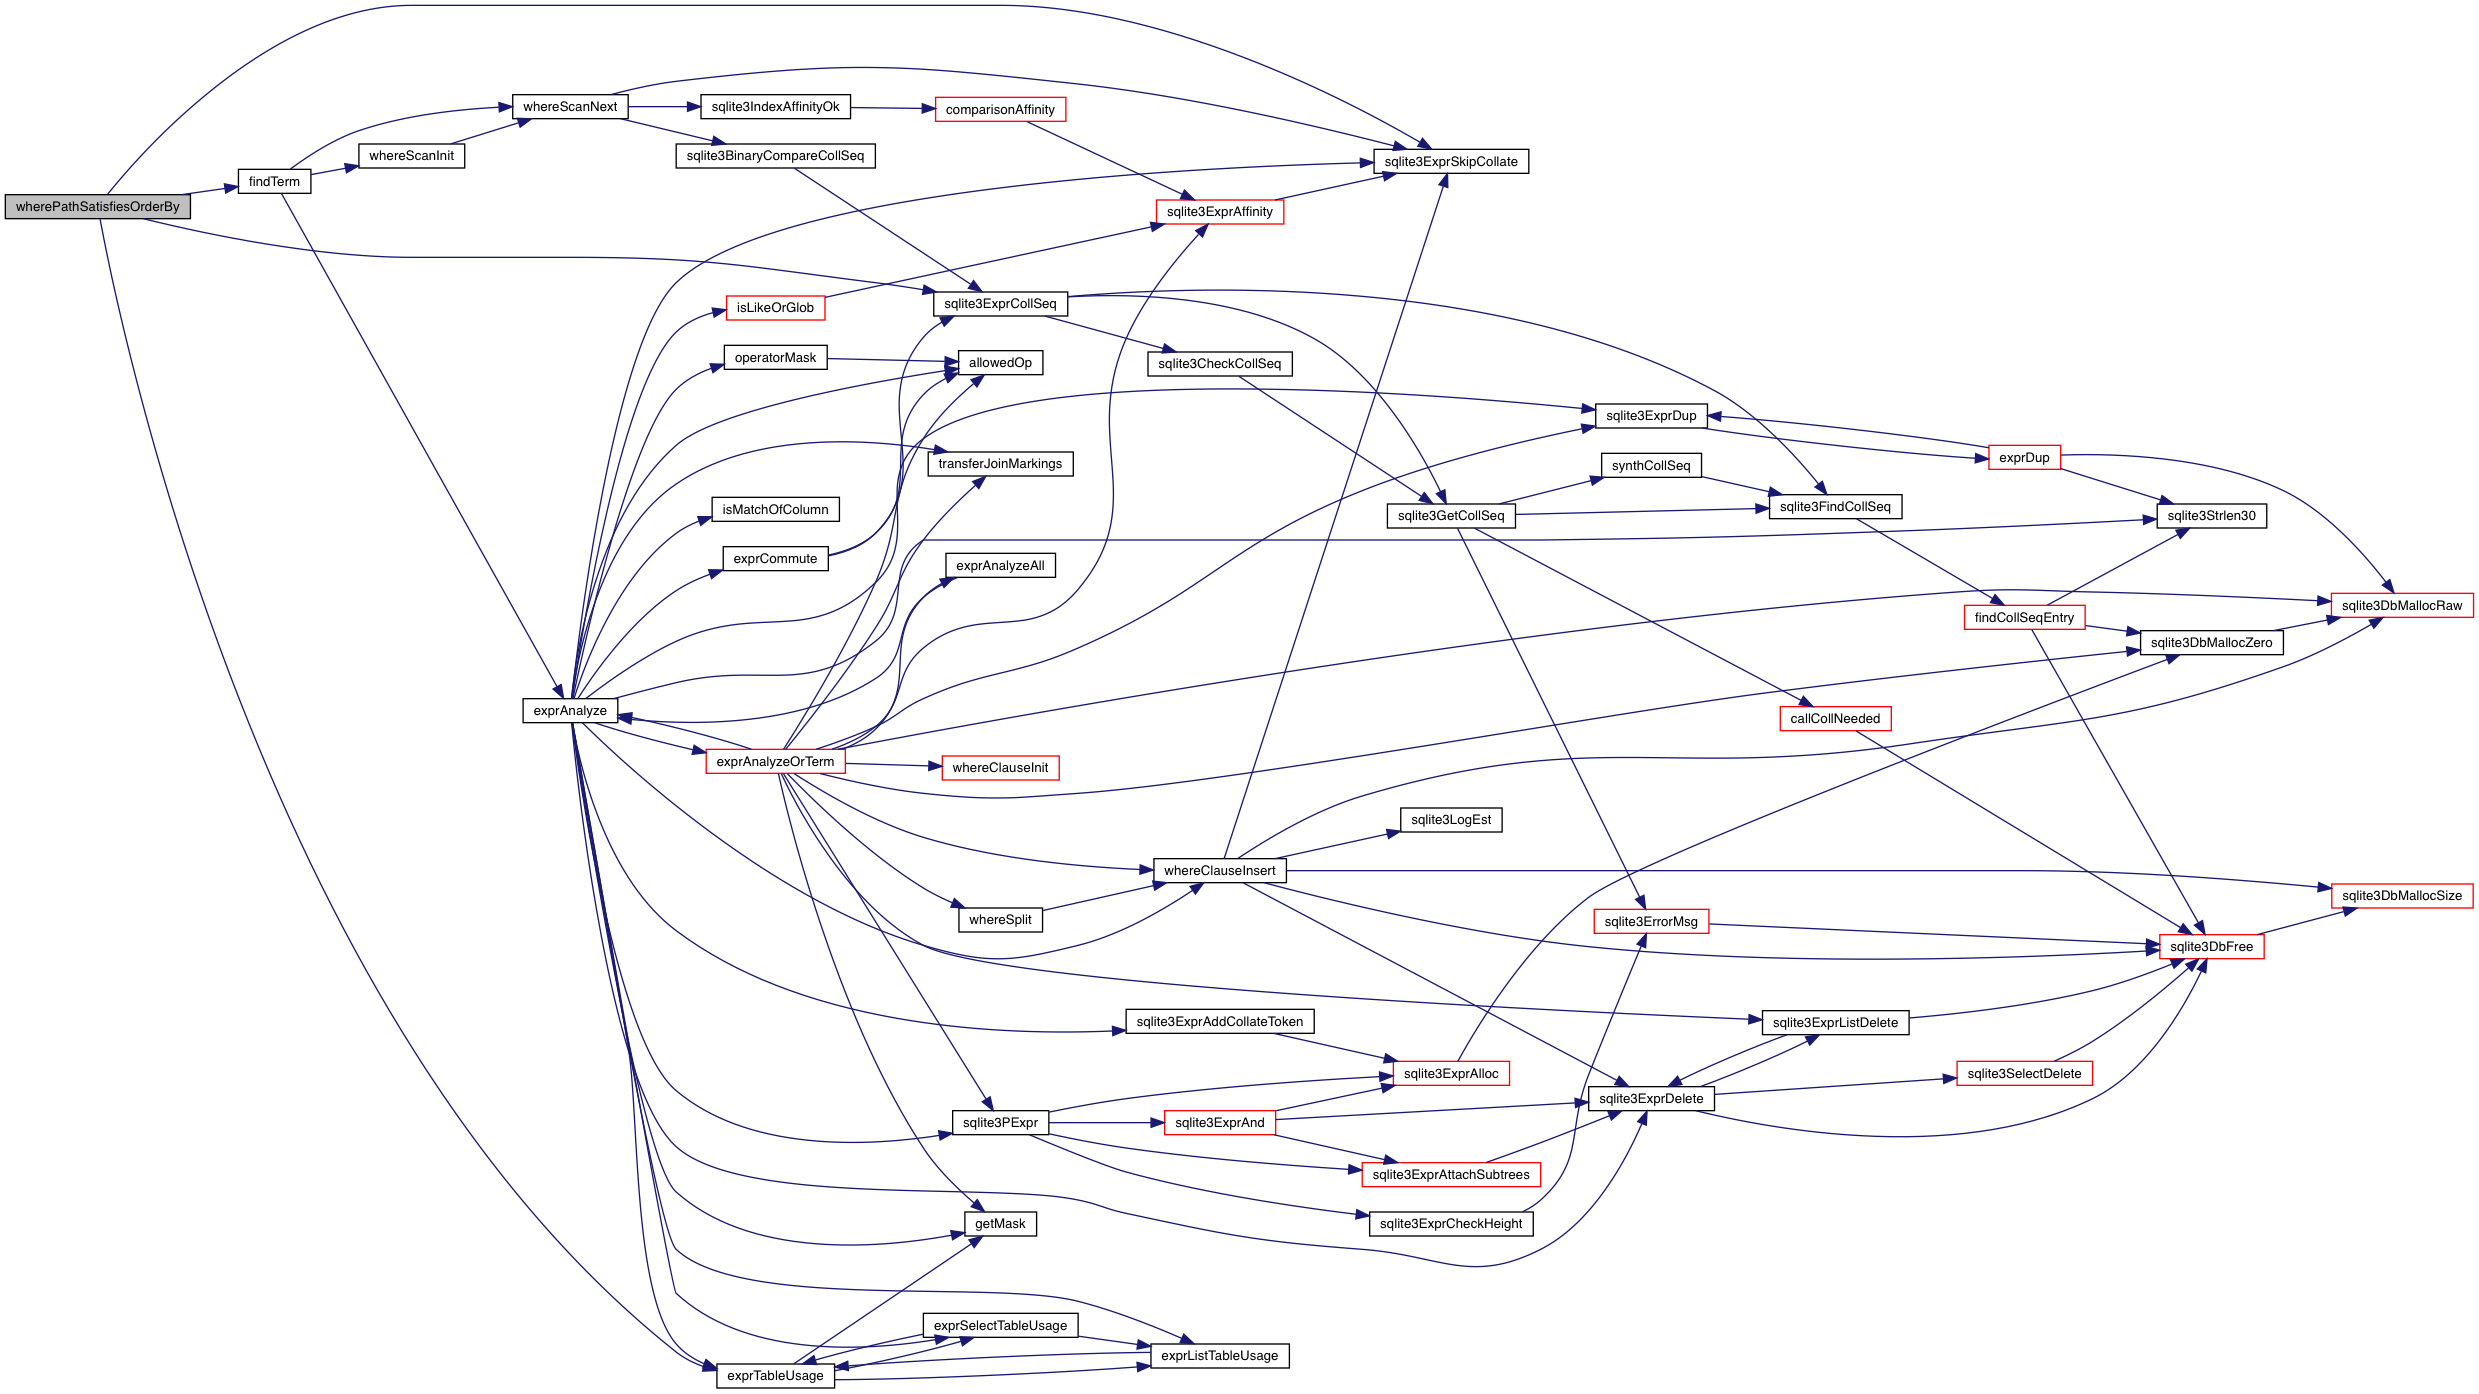 wherePathSatisfiesOrderBy
findTerm
whereScanInit
whereScanNext
sqlite3IndexAffinityOk
sqlite3BinaryCompareCollSeq
comparisonAffinity
sqlite3ExprSkipCollate
sqlite3ExprAffinity
isLikeOrGlob
sqlite3ExprCollSeq
operatorMask
allowedOp
sqlite3CheckCollSeq
transferJoinMarkings
isMatchOfColumn
exprCommute
exprAnalyzeAll
sqlite3ExprDup
exprDup
synthCollSeq
sqlite3GetCollSeq
sqlite3FindCollSeq
sqlite3Strlen30
findCollSeqEntry
sqlite3DbMallocRaw
sqlite3DbMallocZero
exprAnalyze
callCollNeeded
exprAnalyzeOrTerm
whereClauseInit
sqlite3LogEst
whereClauseInsert
sqlite3DbMallocSize
whereSplit
sqlite3ErrorMsg
sqlite3DbFree
sqlite3ExprAddCollateToken
sqlite3ExprListDelete
sqlite3ExprAlloc
sqlite3SelectDelete
sqlite3ExprDelete
sqlite3PExpr
sqlite3ExprAnd
sqlite3ExprAttachSubtrees
getMask
sqlite3ExprCheckHeight
exprSelectTableUsage
exprListTableUsage
exprTableUsage